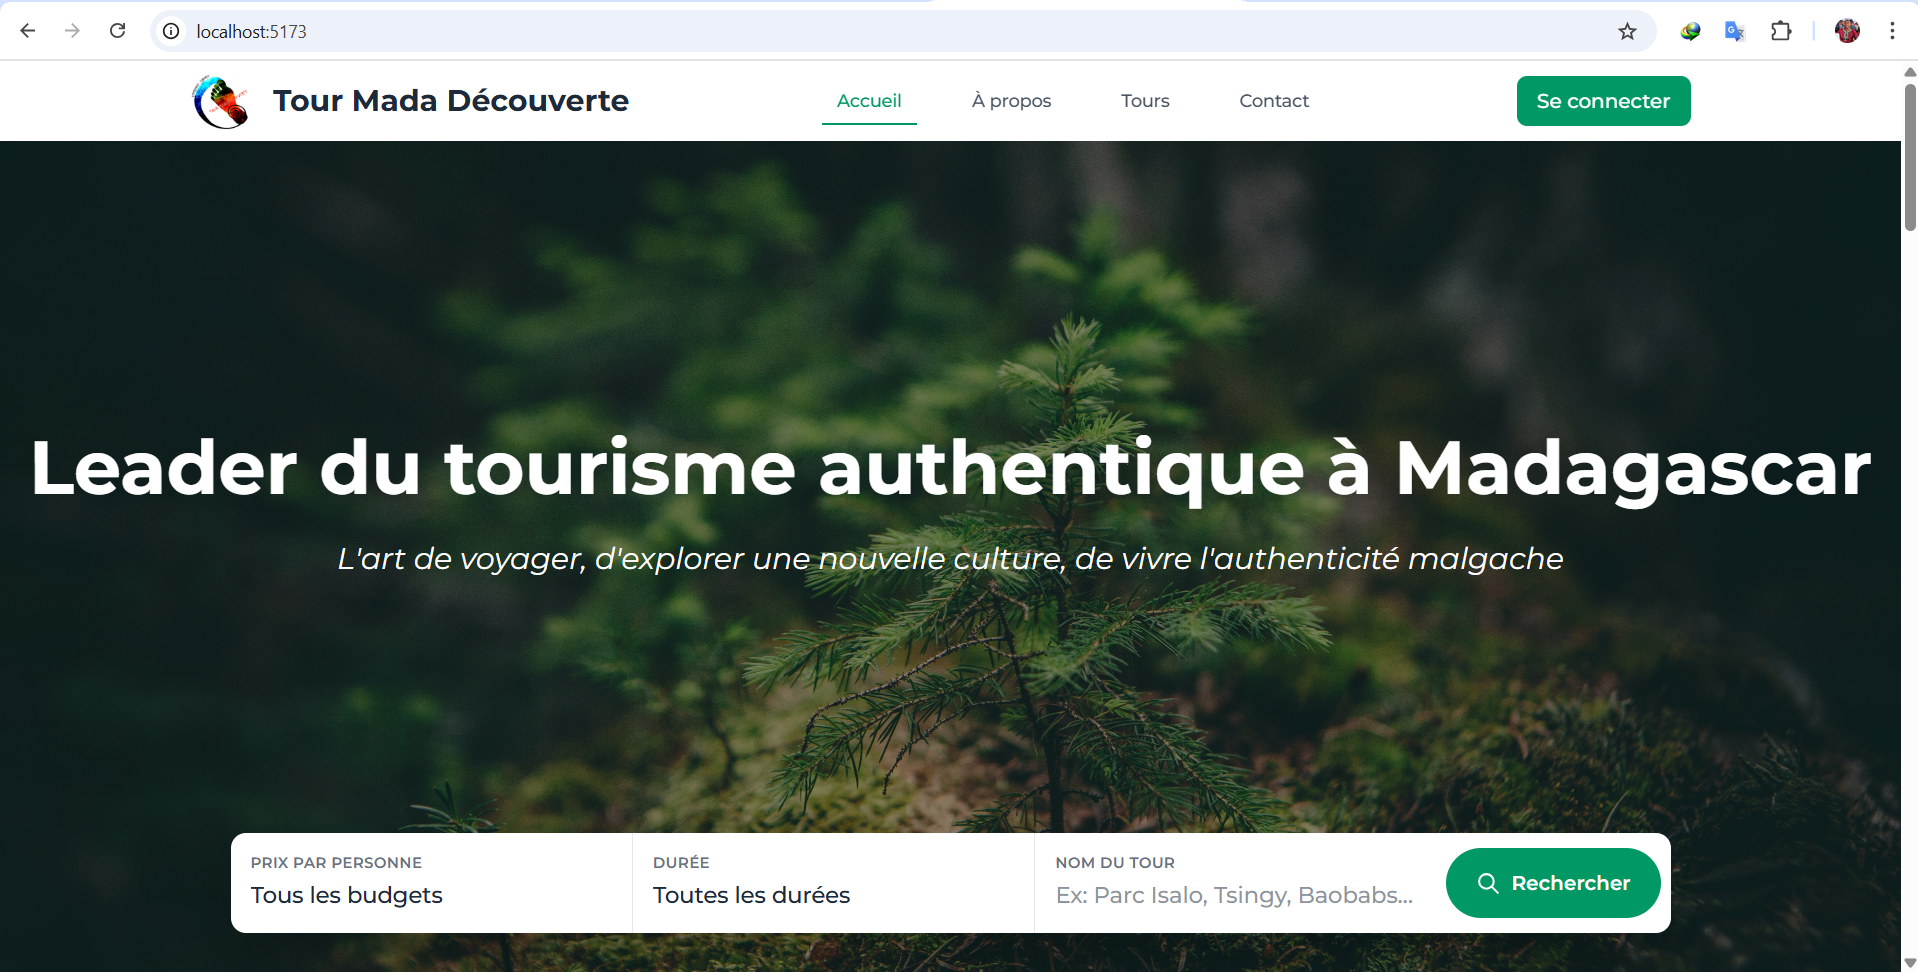 localhost:5173
Tour Mada Découverte
Accueil
À propos
Tours
Contact
Se connecter
Leader du tourisme authentique à Madagascar
L'art de voyager, d'explorer une nouvelle culture, de vivre l'authenticité malgache
PRIX PAR PERSONNE
Tous les budgets
DURÉE
Toutes les durées
NOM DU TOUR
Ex: Parc Isalo, Tsingy, Baobabs...
Rechercher